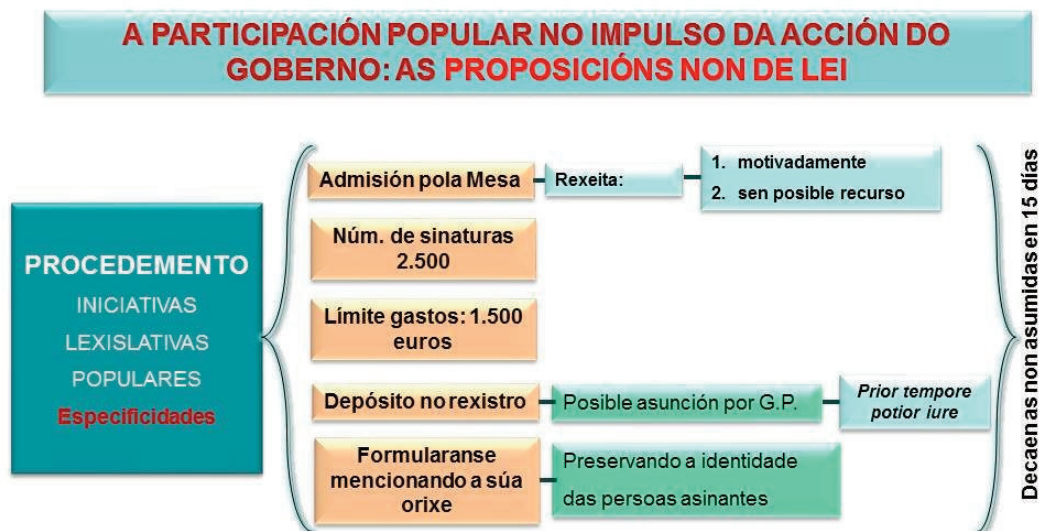 A PARTICIPACIÓN POPULAR NO IMPULSO DA ACCIÓN DO
GOBERNO: AS PROPOSICIÓNS NON DE LEI
PROCEDEMENTO
INICIATIVAS
LEXISLATIVAS
POPULARES
Especificidades
Admisión pola Mesa
Rexeita:
1. motivadamente
2. sen posible recurso
Núm. de sinaturas
2.500
Límite gastos: 1.500
euros
Depósito no rexistro
Posible asunción por G.P.
Prior tempore
potior iure
Formularanse
mencionando a súa
orixe
Preservando a identidade
das persoas asinantes
Decaen as non asumidas en 15 días